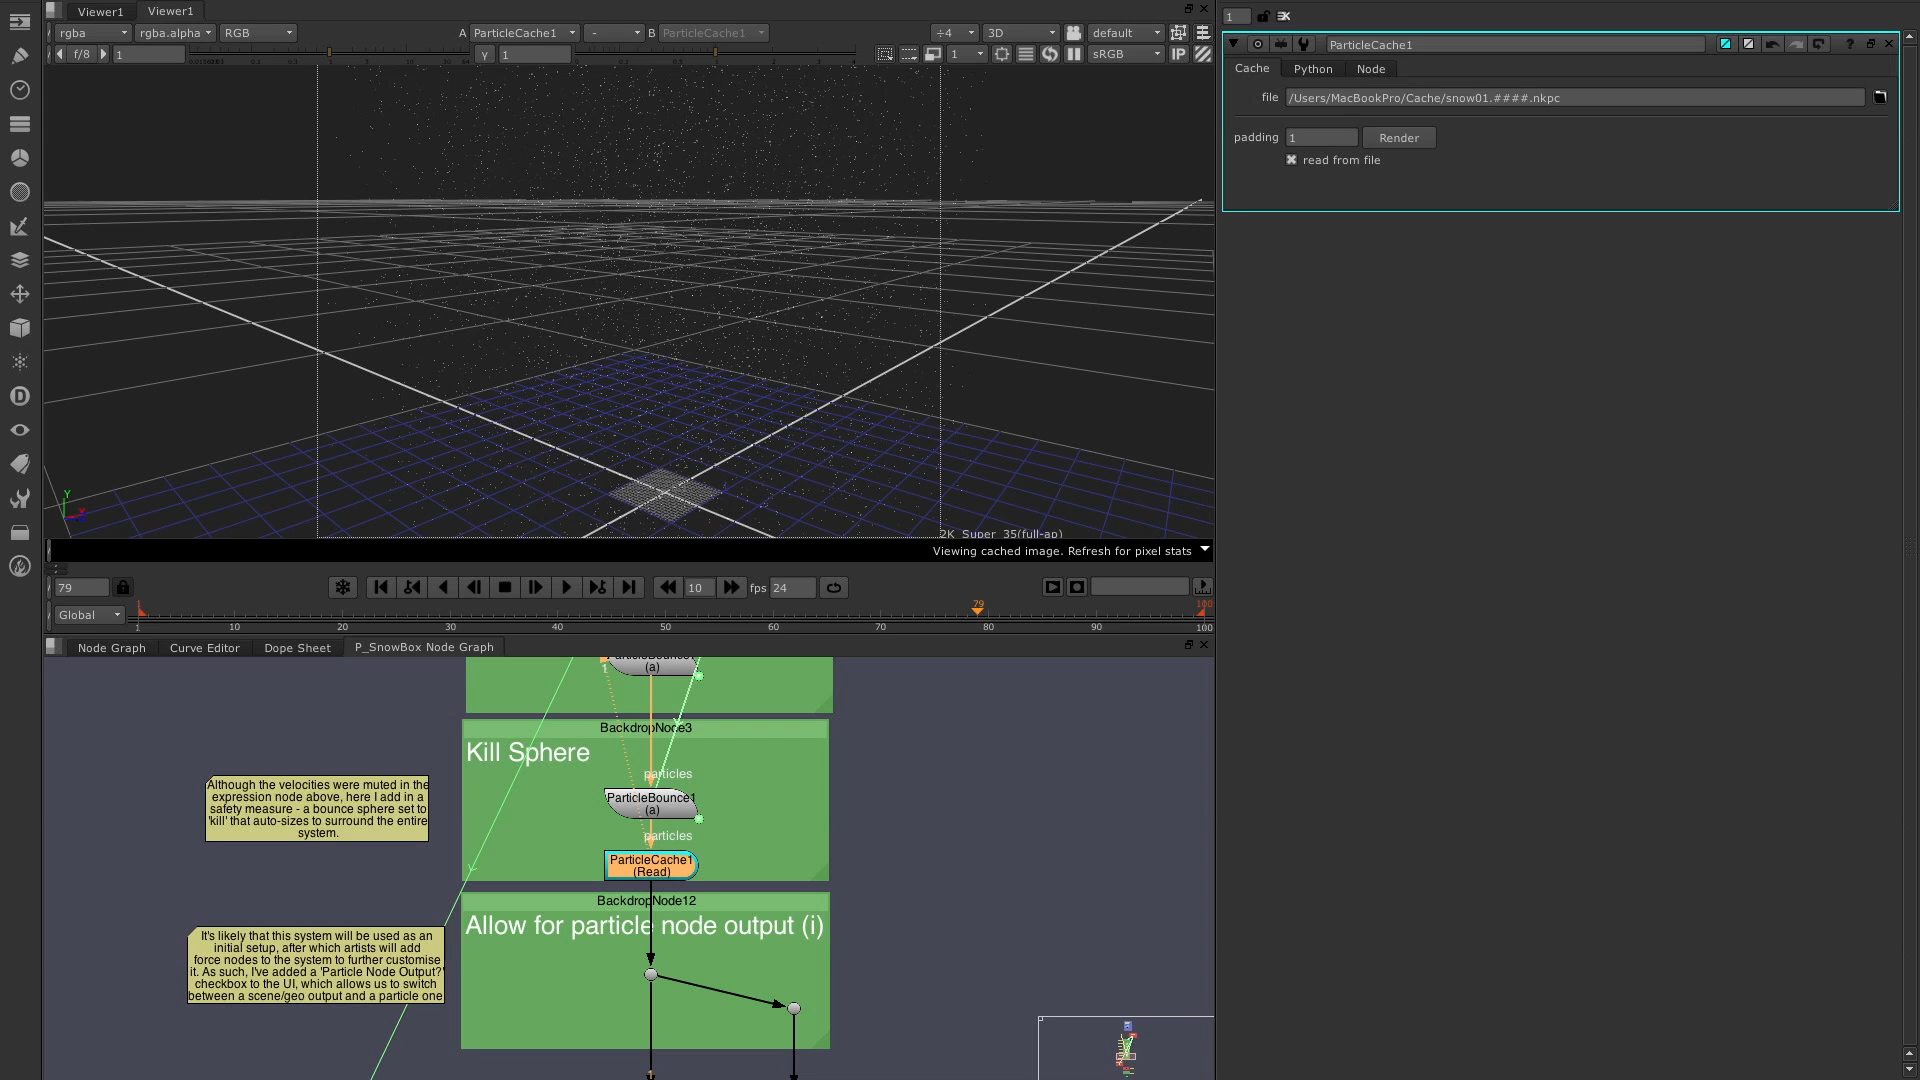 Viewer1
Viewer1
rgba
rgba.alpha
RGB
A
ParticleCache1
-
B
ParticleCache1
÷4
3D
default
f/8
1
γ
1
1
sRGB
IP
Y
2K_Super_35(full-ap)
Viewing cached image. Refresh for pixel stats
79
10
fps
24
Global
79
100
1
10
20
30
40
50
60
70
80
90
100
Node Graph
Curve Editor
Dope Sheet
P_SnowBox Node Graph
(a)
1
BackdropNode3
Kill Sphere
particles
ParticleBounce1
(a)
particles
ParticleCache1
(Read)
Although the velocities were muted in the
expression node above, here I add in a
safety measure - a bounce sphere set to
'kill' that auto-sizes to surround the entire
system.
BackdropNode12
Allow for particle node output (i)
It's likely that this system will be used as an
initial setup, after which artists will add
force nodes to the system to further customise
it. As such, I've added a 'Particle Node Output?'
checkbox to the UI, which allows us to switch
between a scene/geo output and a particle one
1
ParticleCache1
Cache
Python
Node
file
/Users/MacBookPro/Cache/snow01.####.nkpc
padding
1
Render
read from file